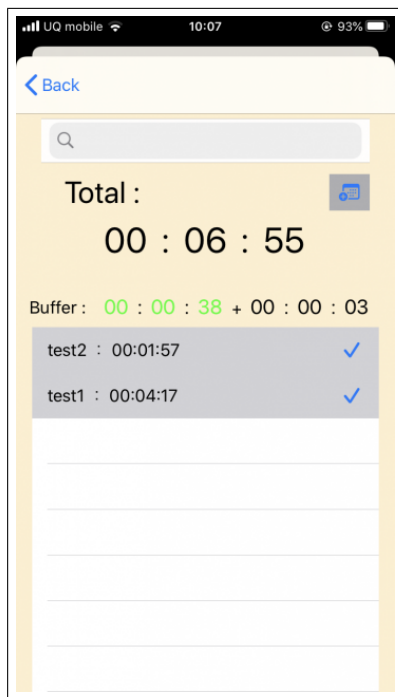 UQ mobile 10:07 93%
Back
Total :
00 : 06 : 55
Buffer : 00 : 00 : 38 + 00 : 00 : 03
test2 : 00:01:57
test1 : 00:04:17